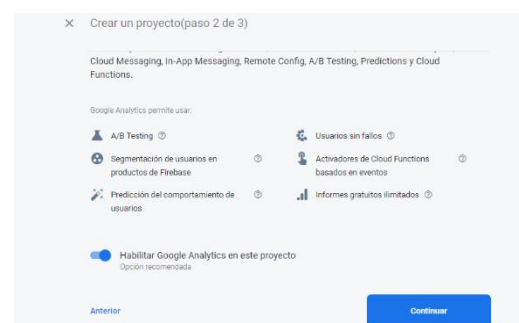 Crear un proyecto(paso 2 de 3)
Cloud Messaging, In-App Messaging, Remote Config, A/B Testing, Predictions y Cloud
Functions.
Google Analytics permite usar:
A/B Testing
Usuarios sin fallos
Segmentación de usuarios en
productos de Firebase
Activadores de Cloud Functions
basados en eventos
Predicción del comportamiento de
usuarios
Informes gratuitos ilimitados
Habilitar Google Analytics en este proyecto
Opción recomendada
Anterior
Continuar